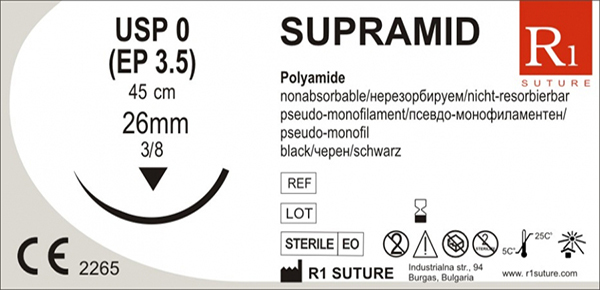 USP 0
(EP 3.5)
45 cm
26mm
3/8
CE 2265
SUPRAMID
R1
SUTURE
Polyamide
nonabsorbable/нерезорбируем/nicht-resorbierbar
pseudo-monofilament/псевдо-монофиламентен/
pseudo-monofil
black/черен/schwarz
REF
LOT
STERILE EO
2
STERILIZE
5C°
25C°
R1 SUTURE
Industrialna str., 94
Burgas, Bulgaria
www. r1suture.com